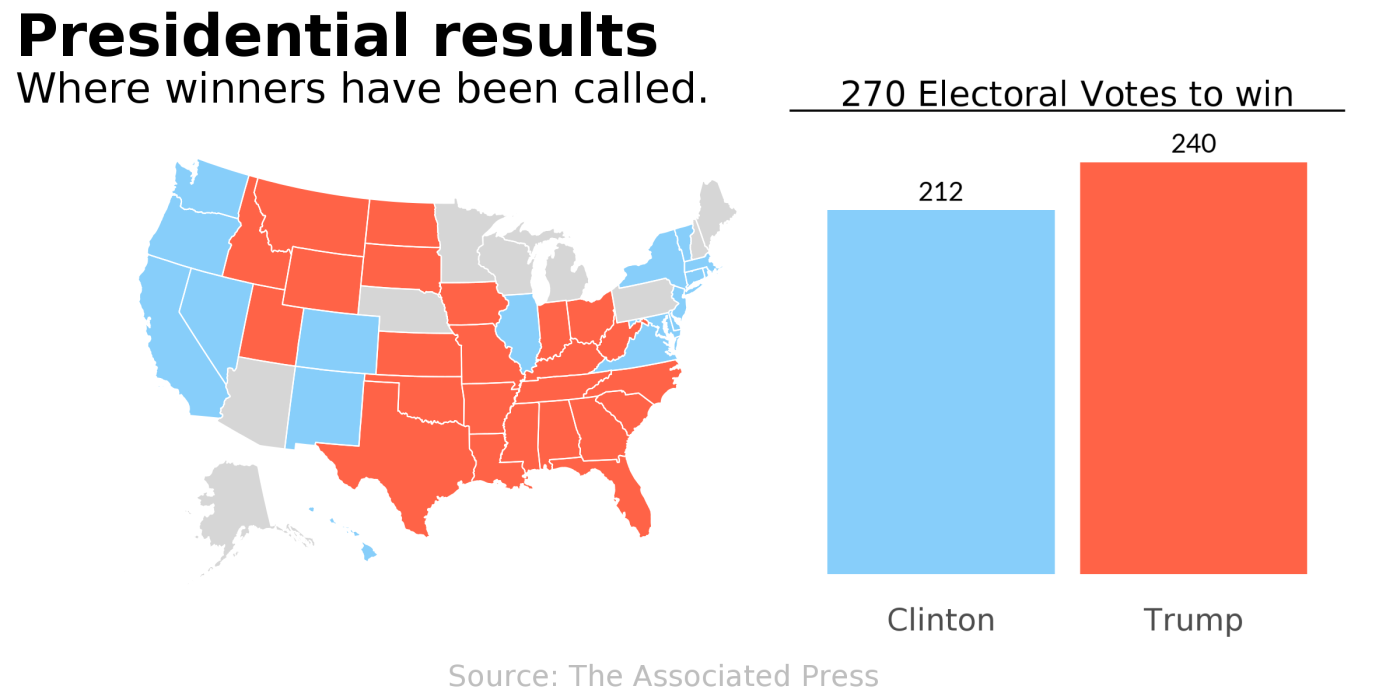 Presidential results
Where winners have been called.
270 Electoral Votes to win
212
240
Clinton
Trump
Source: The Associated Press